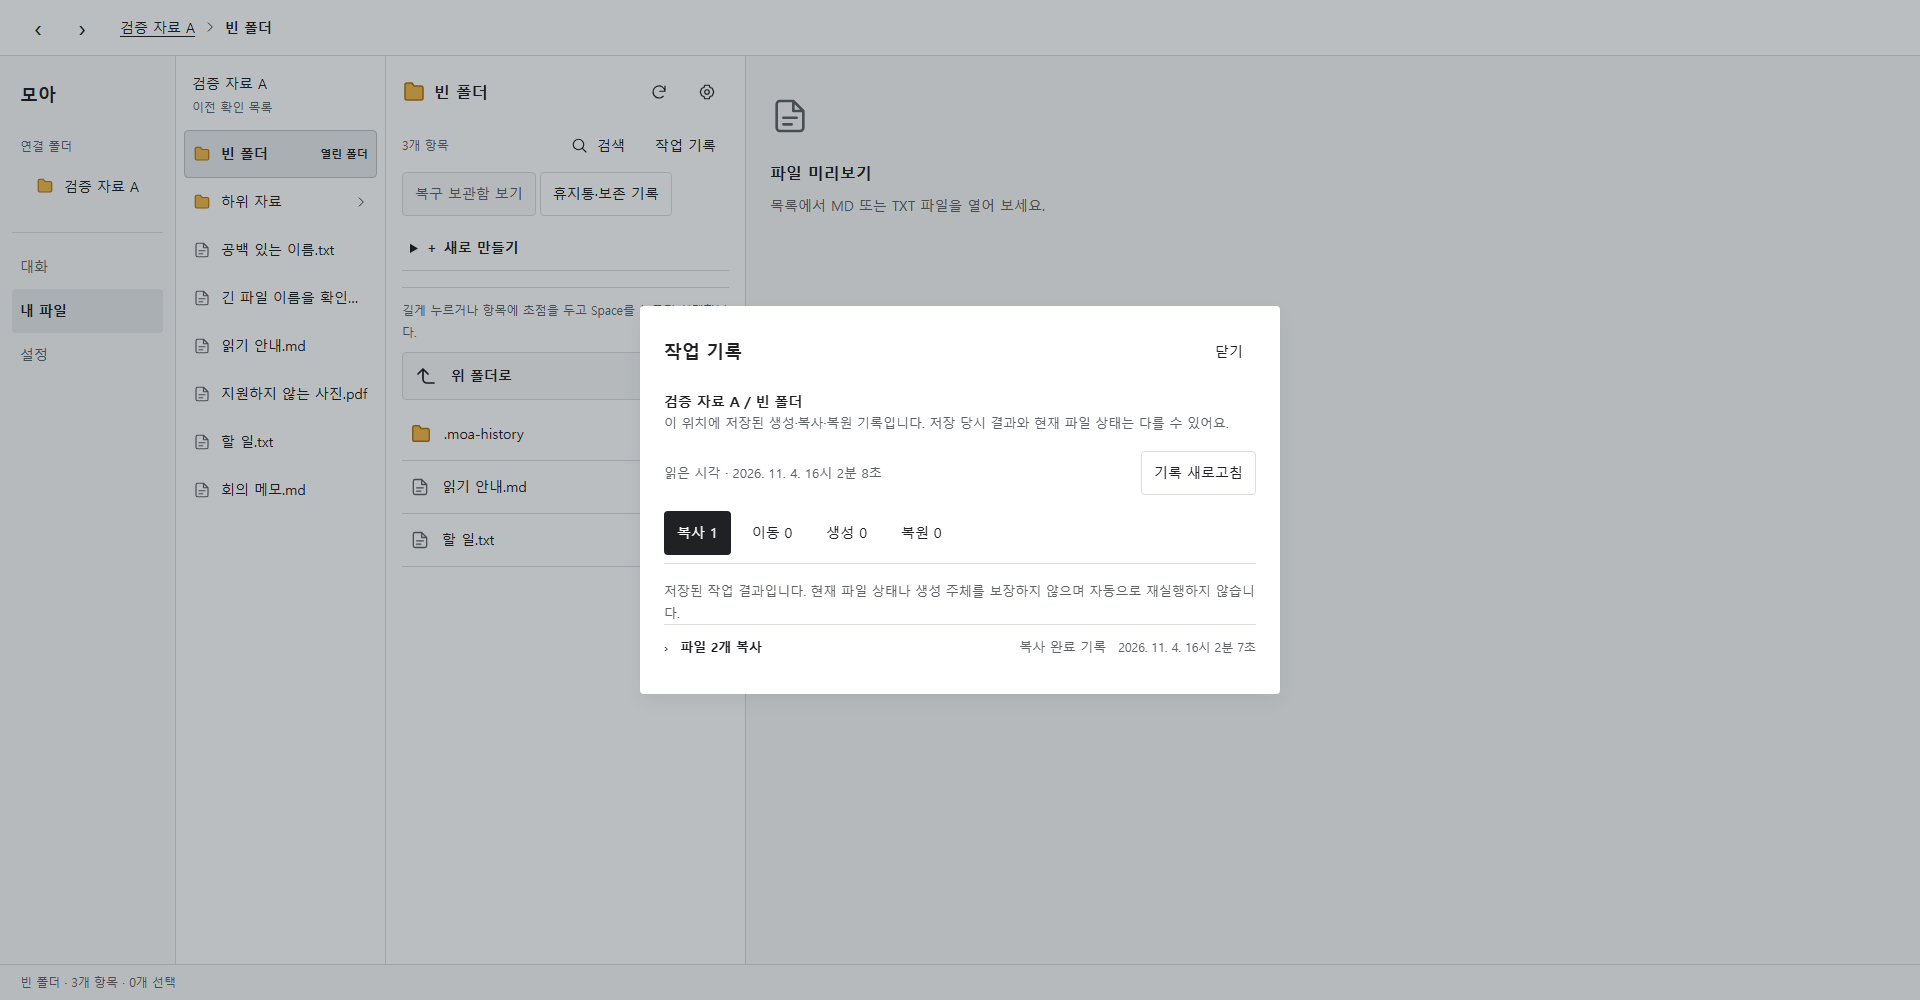 ‹ › 검증 자료 A > 빈 폴더
모아
연결 폴더
검증 자료 A
대화
내 파일
설정
검증 자료 A
이전 확인 목록
빈 폴더 열린 폴더
하위 자료
공백 있는 이름.txt
긴 파일 이름을 확인...
읽기 안내.md
지원하지 않는 사진.pdf
할 일.txt
회의 메모.md
빈 폴더
3개 항목 검색 작업 기록
복구 보관함 보기 휴지통·보존 기록
+ 새로 만들기
길게 누르거나 항목에 초점을 두고 Space를
다.
위 폴더로
.moa-history
읽기 안내.md
할 일.txt
파일 미리보기
목록에서 MD 또는 TXT 파일을 열어 보세요.
작업 기록 닫기
검증 자료 A / 빈 폴더
이 위치에 저장된 생성·복사·복원 기록입니다. 저장 당시 결과와 현재 파일 상태는 다를 수 있어요.
읽은 시각 · 2026. 11. 4. 16시 2분 8초 기록 새로고침
복사 1 이동 0 생성 0 복원 0
저장된 작업 결과입니다. 현재 파일 상태나 생성 주체를 보장하지 않으며 자동으로 재실행하지 않습니
다.
› 파일 2개 복사 복사 완료 기록 2026. 11. 4. 16시 2분 7초
빈 폴더 · 3개 항목 · 0개 선택